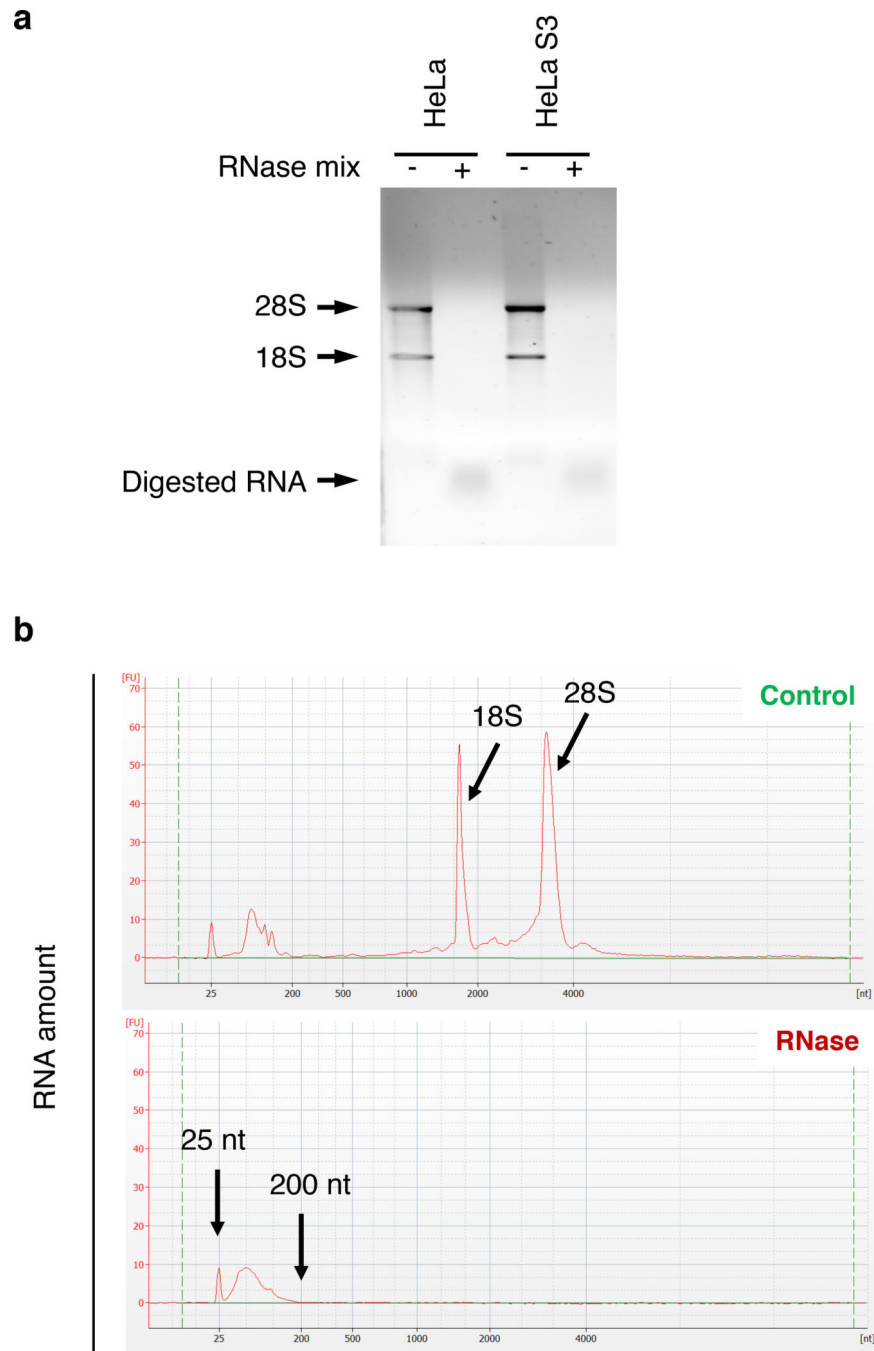 a
HeLa
HeLa S3
RNase mix - + - +
28S
18S
Digested RNA
b
RNA amount
[FU]
Control
70
60
50
40
30
20
10
0
18S
28S
25 200 500 1000 2000 4000 [nt]
[FU]
RNase
70
60
50
40
30
20
10
0
25 nt
200 nt
25 200 500 1000 2000 4000 [nt]